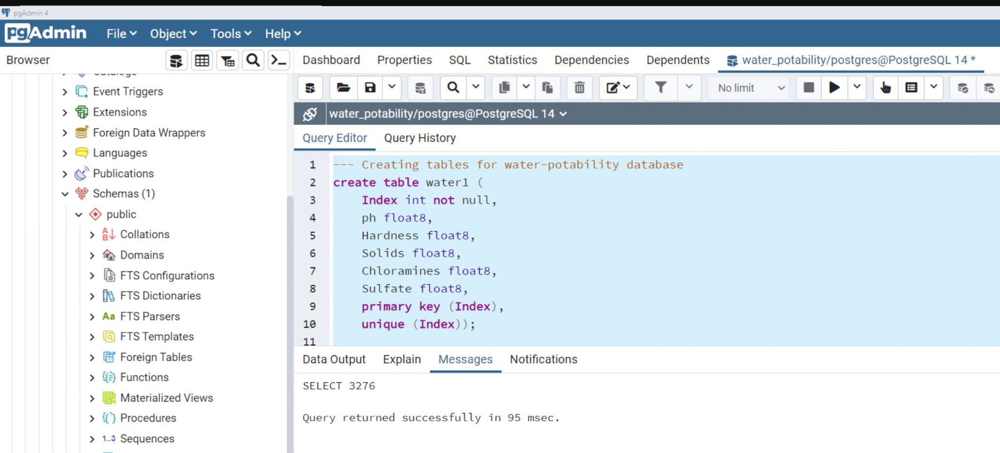 pgAdmin 4
pgAdmin File Object Tools Help
Browser
Dashboard Properties SQL Statistics Dependencies Dependents water_potability/postgres@PostgreSQL 14 *
Catalogs
Event Triggers
Extensions
Foreign Data Wrappers
Languages
Publications
Schemas (1)
public
Collations
Domains
FTS Configurations
FTS Dictionaries
Aa FTS Parsers
FTS Templates
Foreign Tables
Functions
Materialized Views
Procedures
1..3 Sequences
No limit
water_potability/postgres@PostgreSQL 14
Query Editor Query History
1 --- Creating tables for water-potability database
2 create table water1 (
3 Index int not null,
4 ph float8,
5 Hardness float8,
6 Solids float8,
7 Chloramines float8,
8 Sulfate float8,
9 primary key (Index),
10 unique (Index));
11
Data Output Explain Messages Notifications
SELECT 3276
Query returned successfully in 95 msec.